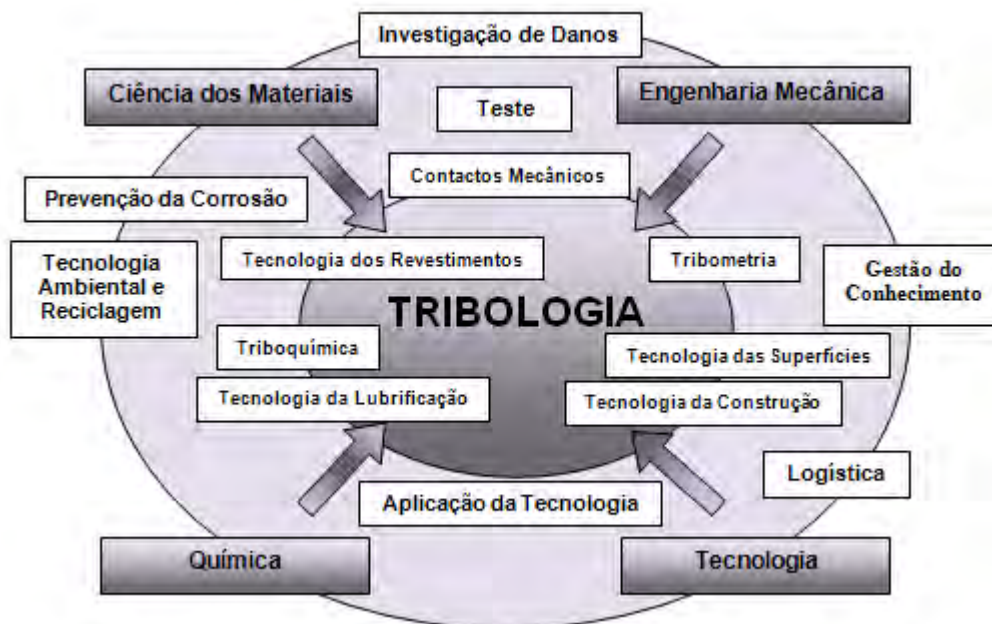 Investigação de Danos
Ciência dos Materiais
Engenharia Mecânica
Teste
Contactos Mecânicos
Prevenção da Corrosão
Tecnologia dos Revestimentos
Tribometria
Tecnologia
Ambiental e
Reciclagem
Gestão do
Conhecimento
TRIBOLOGIA
Triboquímica
Tecnologia das Superfícies
Tecnologia da Lubrificação
Tecnologia da Construção
Logística
Aplicação da Tecnologia
Química
Tecnologia